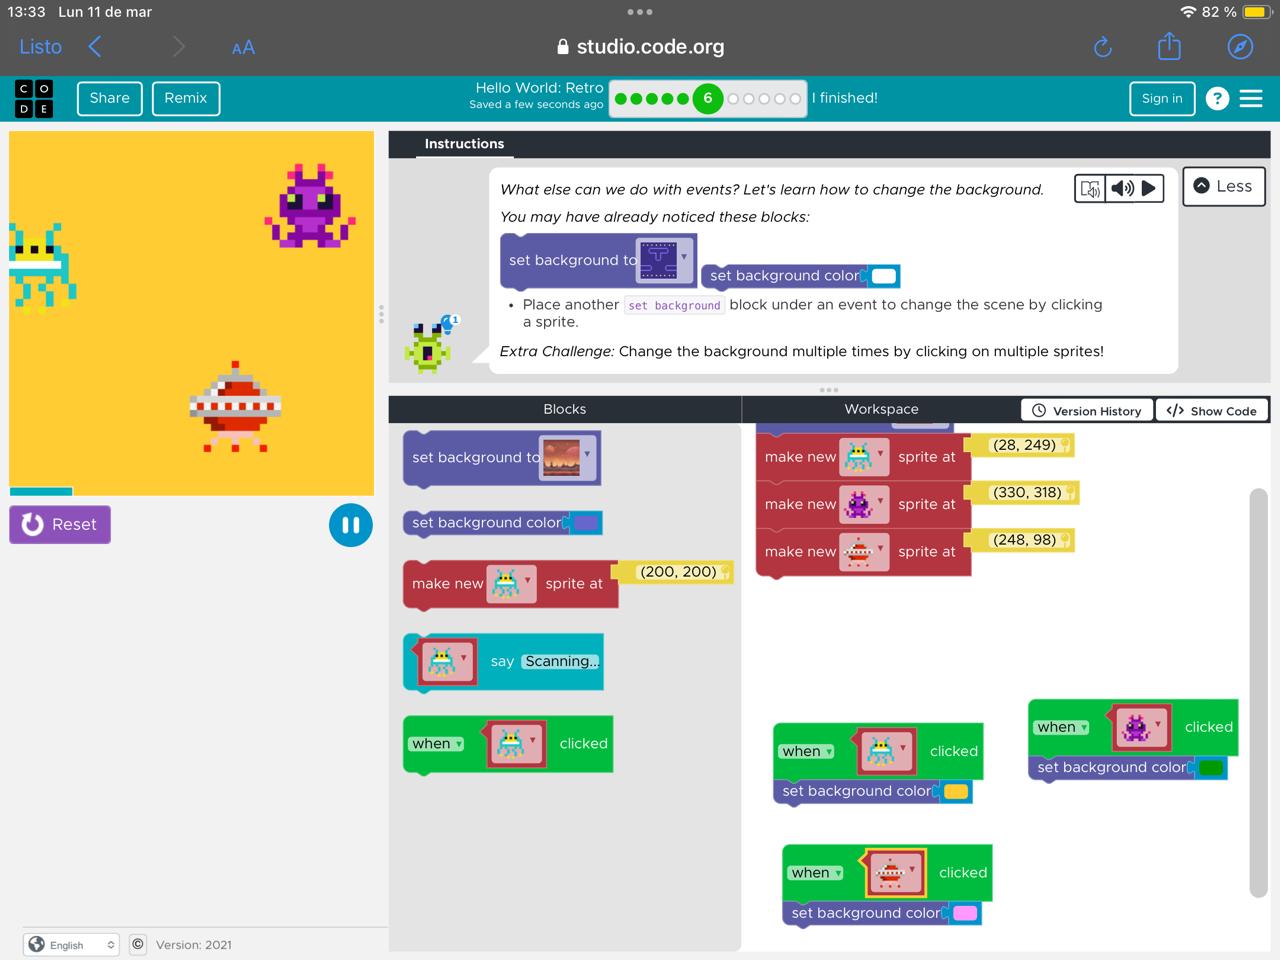 13:33 Lun 11 de mar
82 %
Listo
AA
studio.code.org
C O
D E
Share
Remix
Hello World: Retro
Saved a few seconds ago
6
I finished!
Sign in
?
Instructions
What else can we do with events? Let's learn how to change the background.
You may have already noticed these blocks:
set background to
set background color
• Place another set background block under an event to change the scene by clicking
a sprite.
Extra Challenge: Change the background multiple times by clicking on multiple sprites!
1
Less
Blocks
Workspace
Version History
</> Show Code
Reset
set background to
set background color
make new sprite at (200, 200)
say Scanning...
when clicked
make new sprite at (28, 249)
make new sprite at (330, 318)
make new sprite at (248, 98)
when clicked
set background color
when clicked
set background color
when clicked
set background color
English
©
Version: 2021